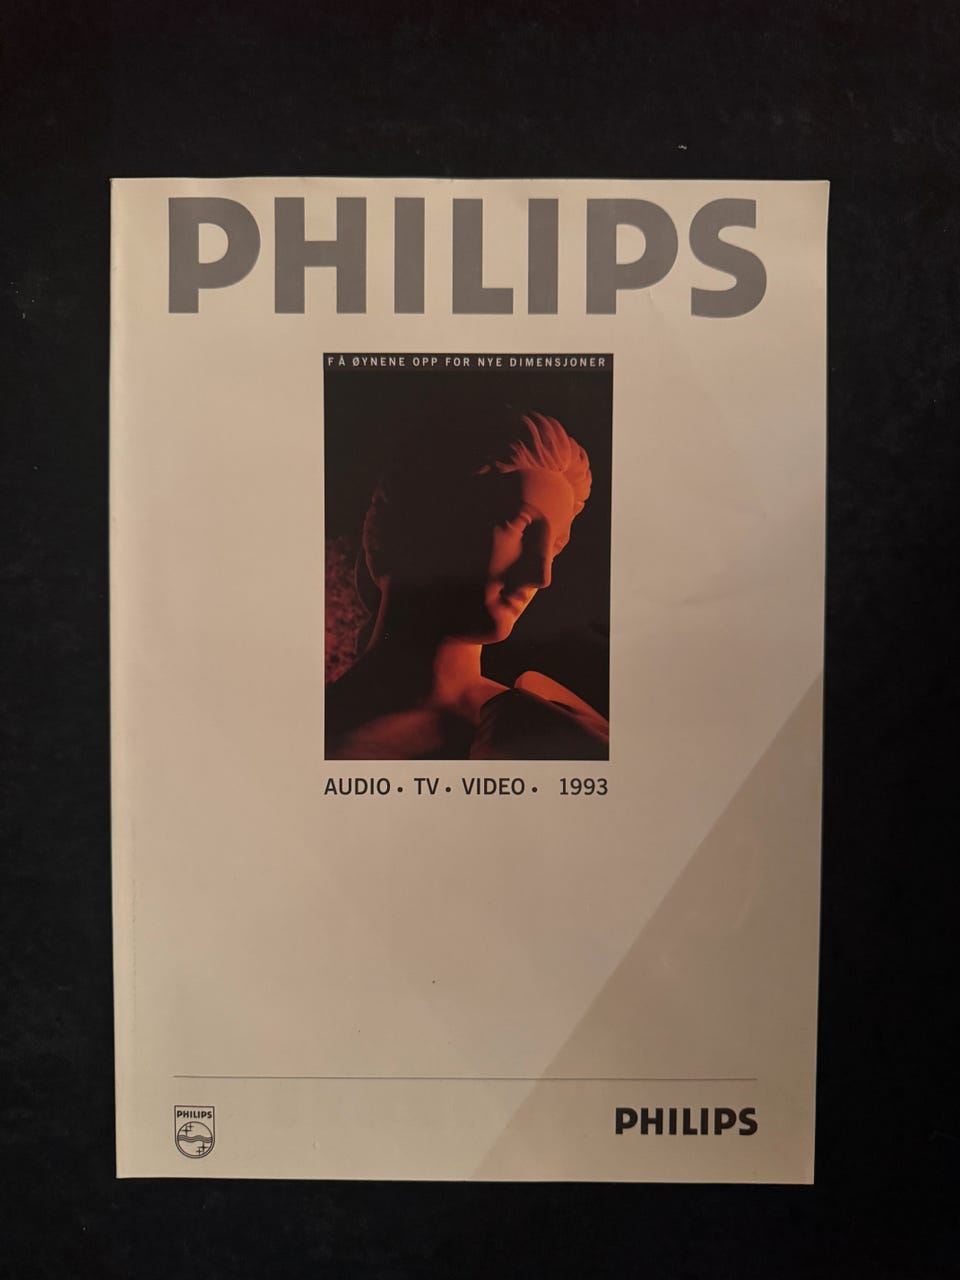 PHILIPS
FÅ ØYNENE OPP FOR NYE DIMENSJONER
AUDIO • TV • VIDEO • 1993
PHILIPS
PHILIPS